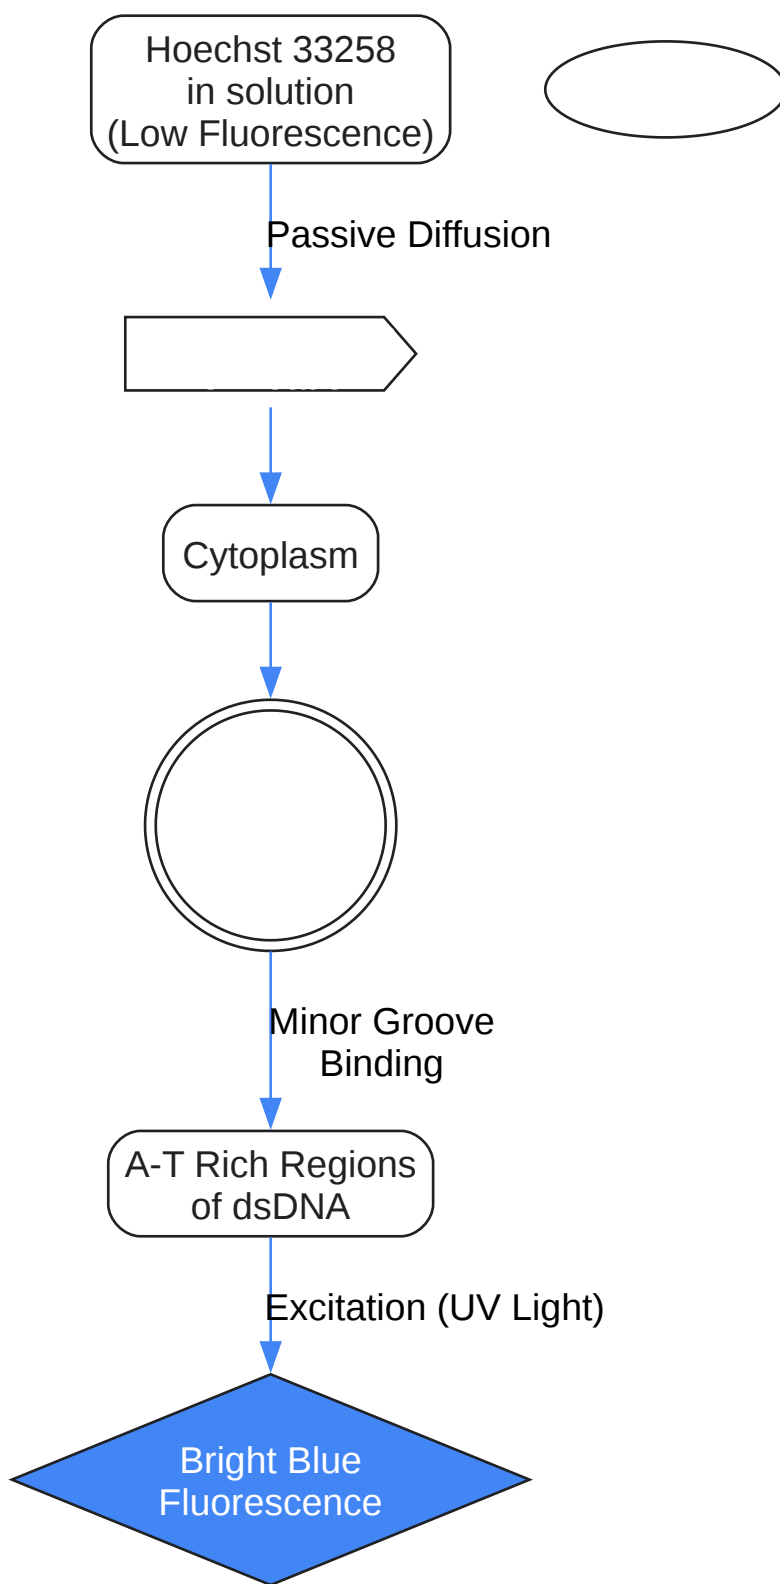 Hoechst 33258
in solution
(Low Fluorescence)
Passive Diffusion
Cytoplasm
Minor Groove
Binding
A-T Rich Regions
of dsDNA
Excitation (UV Light)
Bright Blue
Fluorescence